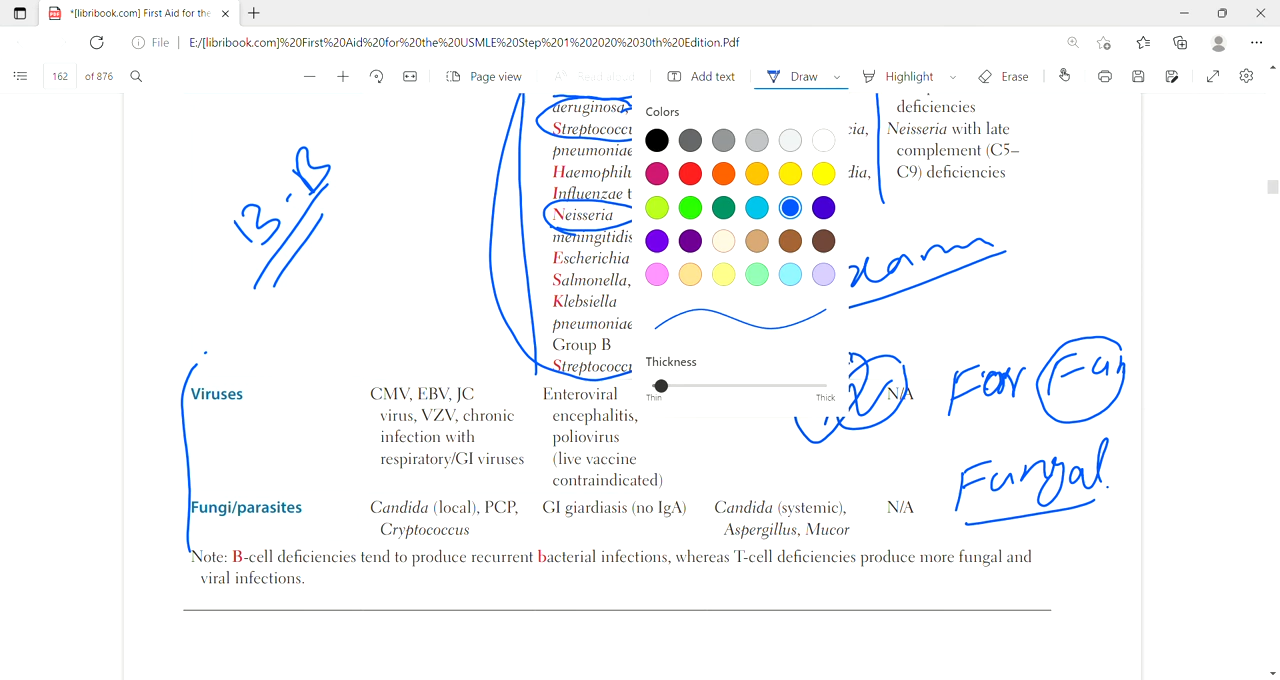 *[libribook.com] First Aid for the
File E:/[libribook.com]%20First%20Aid%20for%20the%20USMLE%20Step%201%202020%2030th%20Edition.Pdf
162 of 876 Page view Read aloud Add text Draw Highlight Erase
aeruginosa,
Streptococcu
pneumoniae
Haemophilu
Influenzae t
Neisseria
meningitidis
Escherichia
Salmonella,
Klebsiella
pneumoniae
Group B
Streptococcu
Colors
Thickness
Thin Thick
deficiencies
Neisseria with late
complement (C5–
C9) deficiencies
For Fun
Fungal
Viruses
CMV, EBV, JC
virus, VZV, chronic
infection with
respiratory/GI viruses
Enteroviral
encephalitis,
poliovirus
(live vaccine
contraindicated)
N/A
Fungi/parasites
Candida (local), PCP,
Cryptococcus
GI giardiasis (no IgA)
Candida (systemic),
Aspergillus, Mucor
N/A
Note: B-cell deficiencies tend to produce recurrent bacterial infections, whereas T-cell deficiencies produce more fungal and
viral infections.